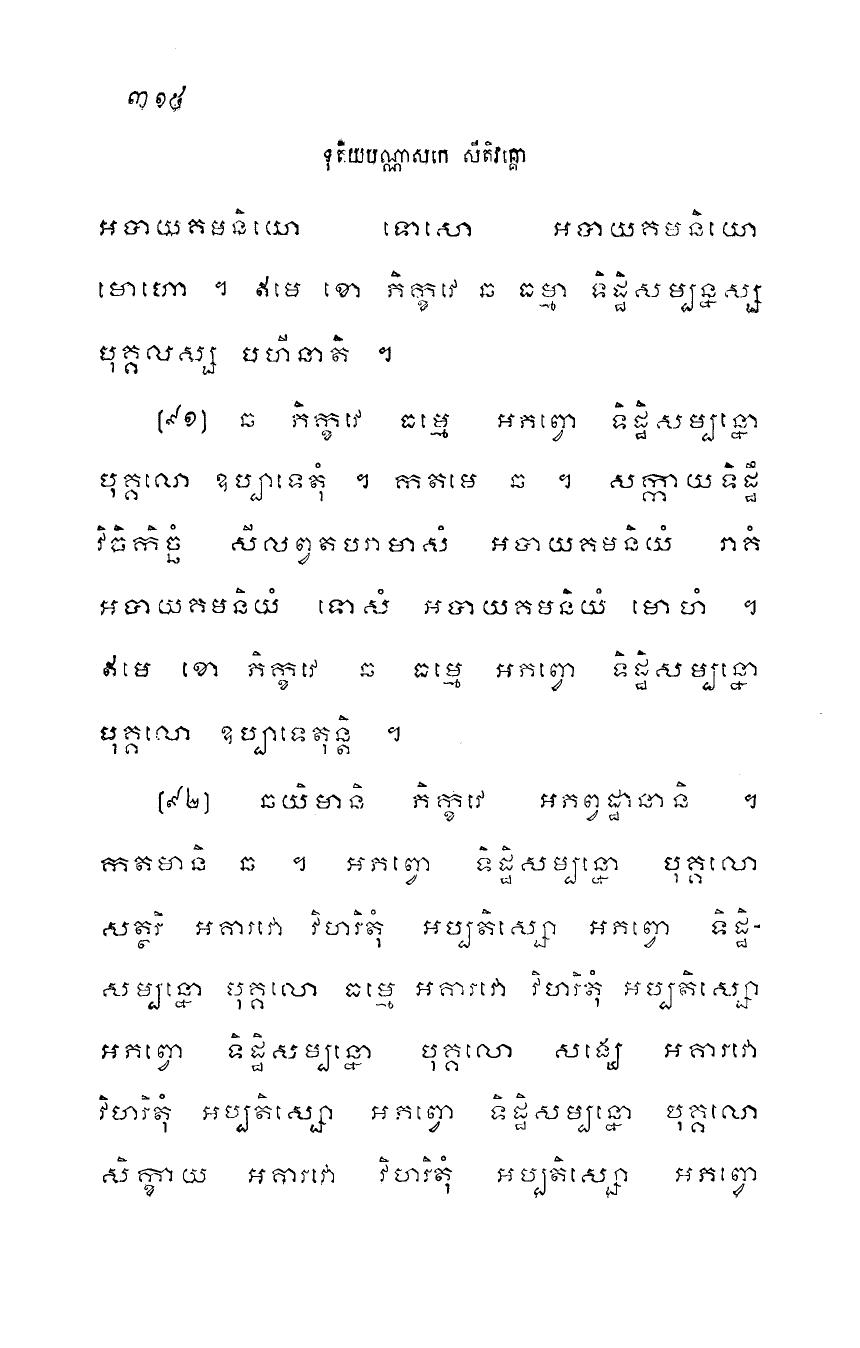 ៣១៥
ទុតិយបណ្ណាសកេ សីតិវគ្គោ
អបាយគមនិយោ ទោសោ អបាយគមនិយោ
មោហោ ។ ឥមេ ខោ ភិក្ខវេ ឆ ធម្មា ទិដ្ឋិសម្បន្នស្ស
បុគ្គលស្ស បហីនាតិ ។
[៩១] ឆ ភិក្ខវេ ធម្មេ អភព្វោ ទិដ្ឋិសម្បន្នោ
បុគ្គលោ ឧប្បាទេតុំ ។ កតមេ ឆ ។ សក្កាយទិដ្ឋឹ
វិចិកិច្ឆំ សីលព្វតបរាមាសំ អបាយគមនិយំ រាគំ
អបាយគមនិយំ ទោសំ អបាយគមនិយំ មោហំ ។
ឥមេ ខោ ភិក្ខវេ ឆ ធម្មេ អភព្វោ ទិដ្ឋិសម្បន្នោ
បុគ្គលោ ឧប្បាទេតុន្តិ ។
[៩២] ឆយិមានិ ភិក្ខវេ អភព្វដ្ឋានានិ ។
កតមានិ ឆ ។ អភព្វោ ទិដ្ឋិសម្បន្នោ បុគ្គលោ
សត្ថរិ អគារវោ វិហរិតុំ អប្បតិស្សោ អភព្វោ ទិដ្ឋិ-
សម្បន្នោ បុគ្គលោ ធម្មេ អគារវោ វិហរិតុំ អប្បតិស្សោ
អភព្វោ ទិដ្ឋិសម្បន្នោ បុគ្គលោ សង្ឃេ អគារវោ
វិហរិតុំ អប្បតិស្សោ អភព្វោ ទិដ្ឋិសម្បន្នោ បុគ្គលោ
សិក្ខាយ អគារវោ វិហរិតុំ អប្បតិស្សោ អភព្វោ